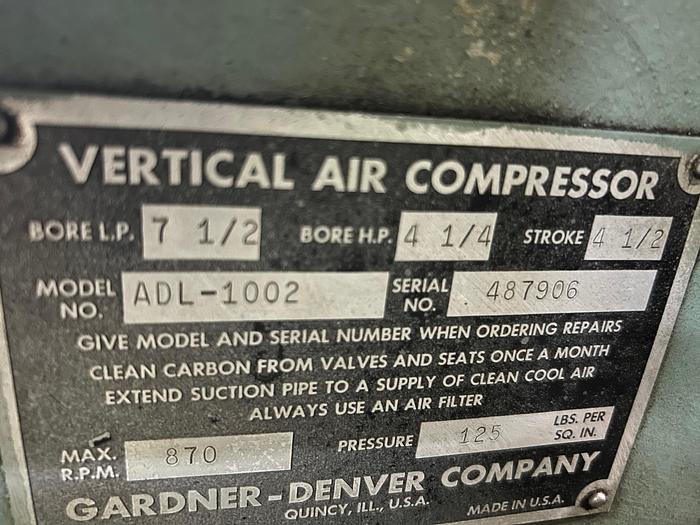 VERTICAL AIR COMPRESSOR
BORE L.P. 7 1/2 BORE H.P. 4 1/4 STROKE 4 1/2
MODEL NO. ADL-1002 SERIAL NO. 487906
GIVE MODEL AND SERIAL NUMBER WHEN ORDERING REPAIRS
CLEAN CARBON FROM VALVES AND SEATS ONCE A MONTH
EXTEND SUCTION PIPE TO A SUPPLY OF CLEAN COOL AIR
ALWAYS USE AN AIR FILTER
MAX. R.P.M. 870 PRESSURE 125 LBS. PER SQ. IN.
GARDNER-DENVER COMPANY
QUINCY, ILL., U.S.A. MADE IN U.S.A.